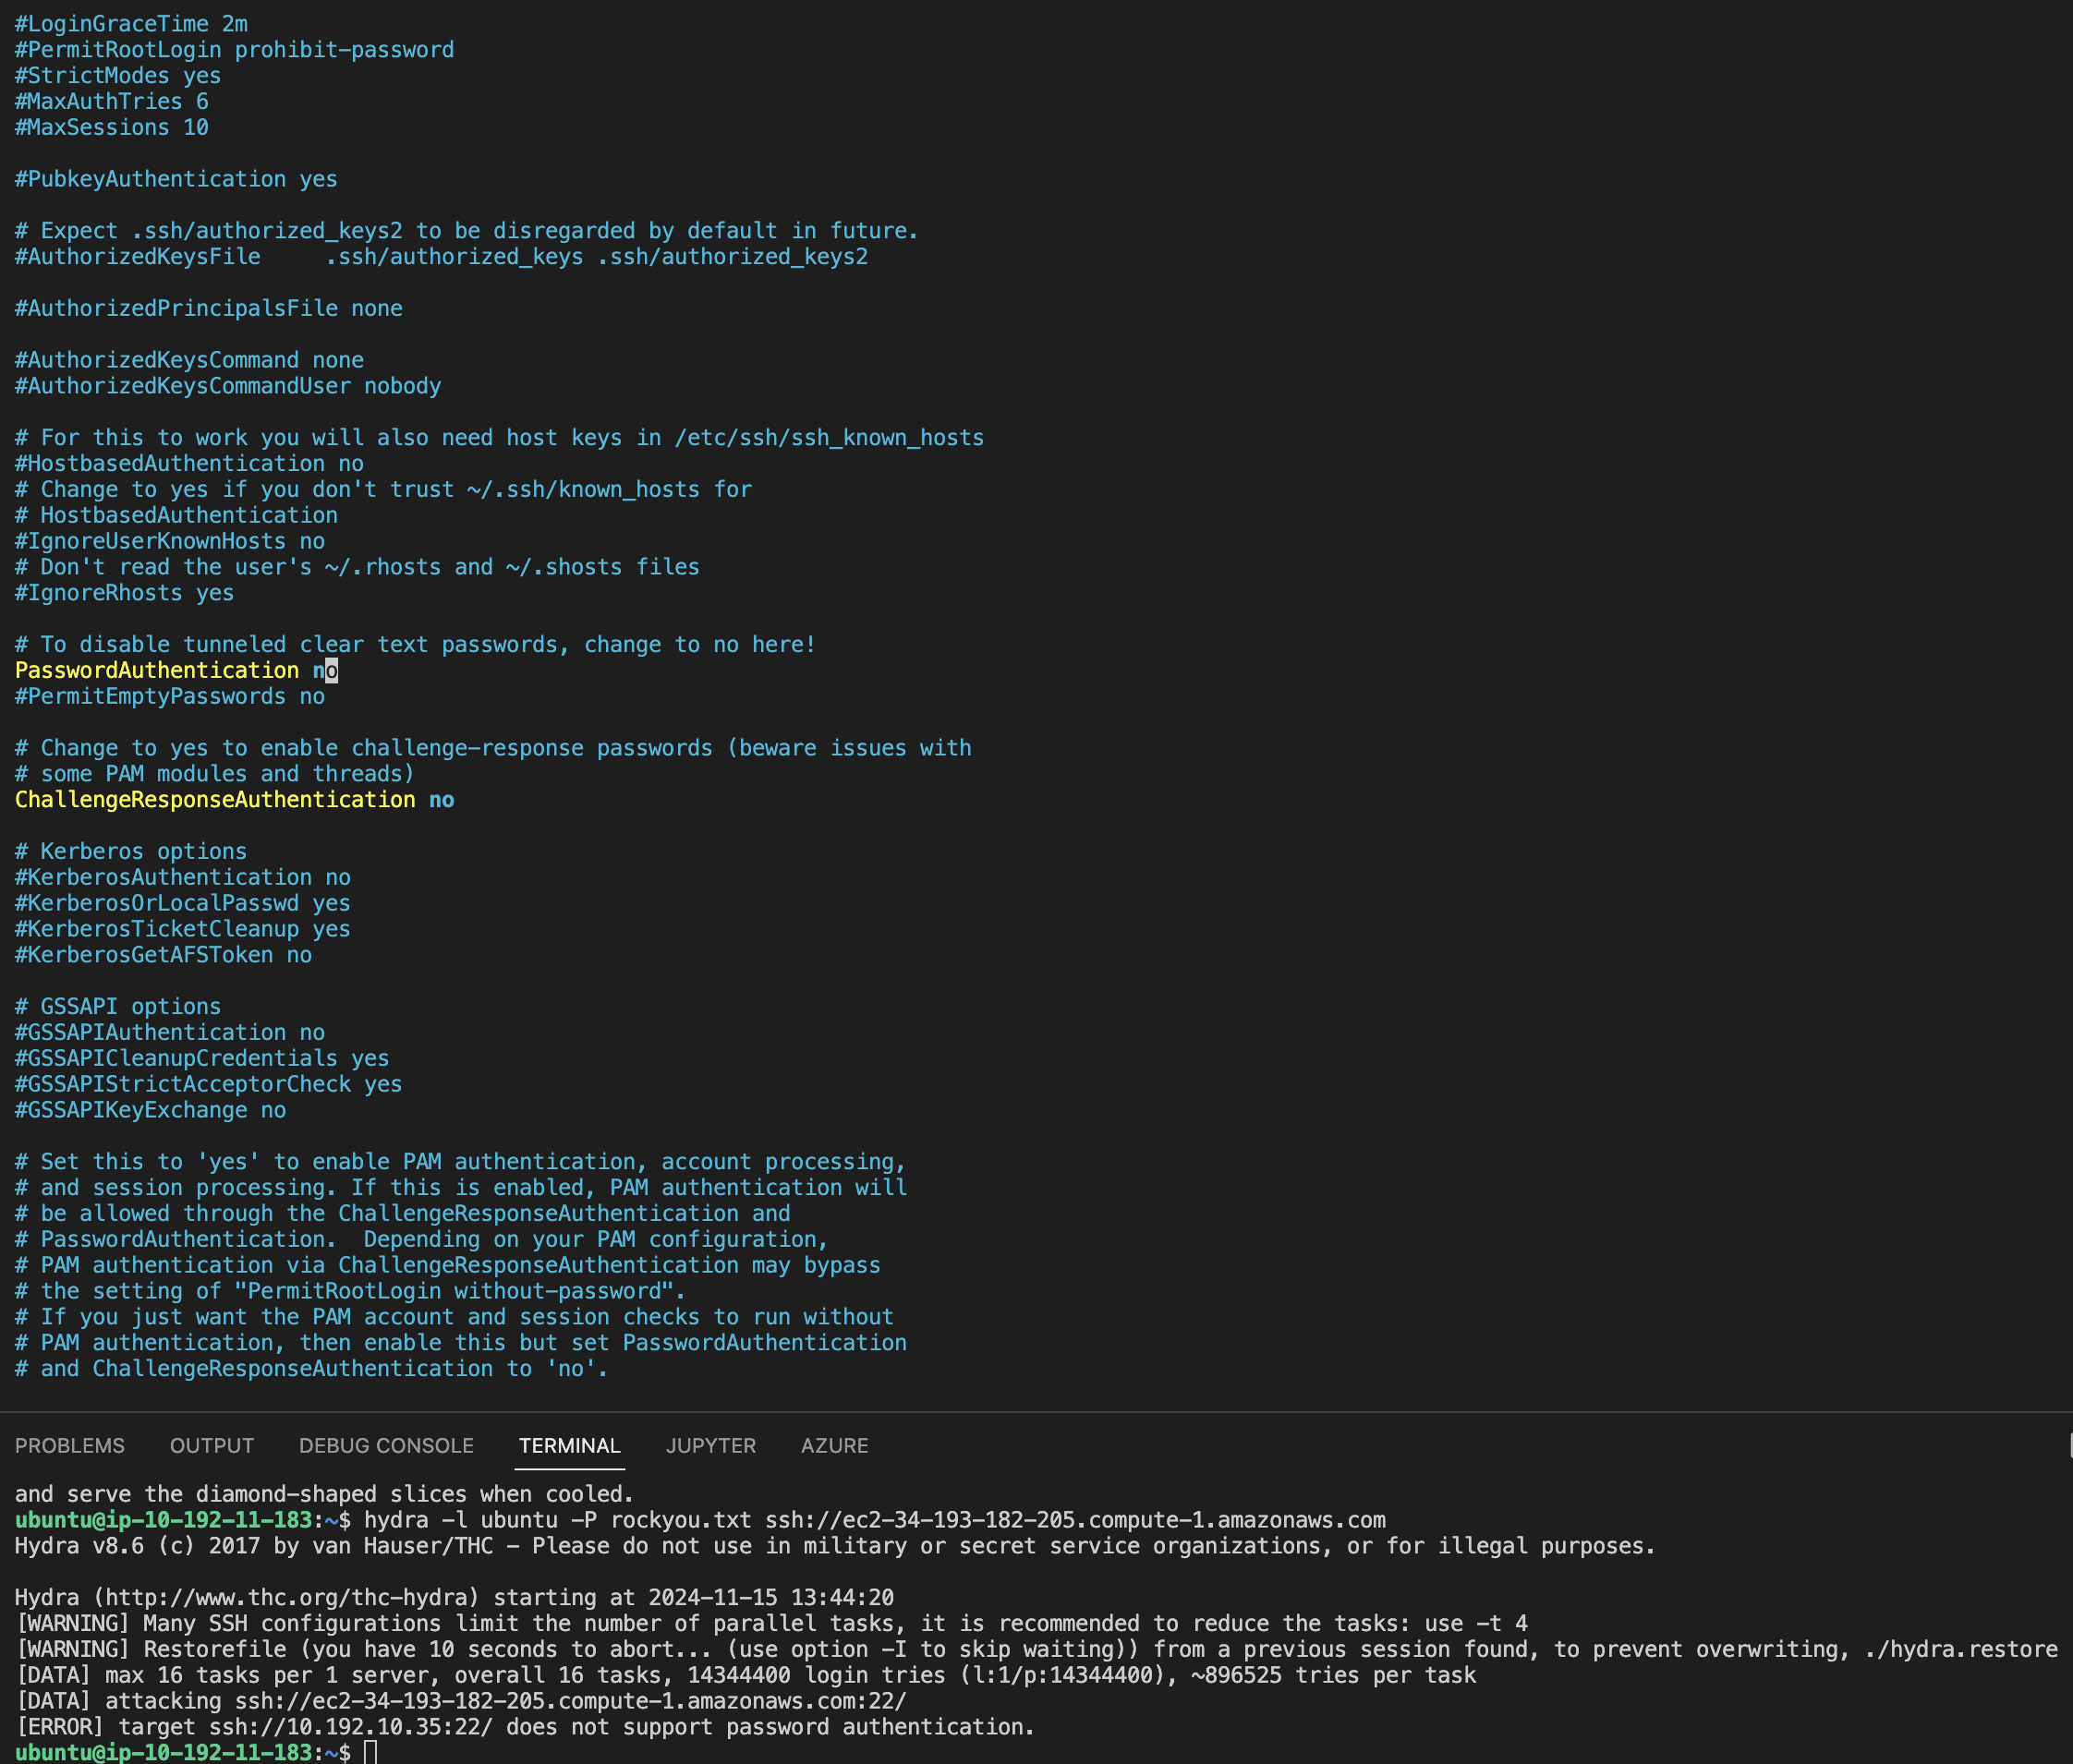 #LoginGraceTime 2m
#PermitRootLogin prohibit-password
#StrictModes yes
#MaxAuthTries 6
#MaxSessions 10
#PubkeyAuthentication yes
# Expect .ssh/authorized_keys2 to be disregarded by default in future.
#AuthorizedKeysFile     .ssh/authorized_keys .ssh/authorized_keys2
#AuthorizedPrincipalsFile none
#AuthorizedKeysCommand none
#AuthorizedKeysCommandUser nobody
# For this to work you will also need host keys in /etc/ssh/ssh_known_hosts
#HostbasedAuthentication no
# Change to yes if you don't trust ~/.ssh/known_hosts for
# HostbasedAuthentication
#IgnoreUserKnownHosts no
# Don't read the user's ~/.rhosts and ~/.shosts files
#IgnoreRhosts yes
# To disable tunneled clear text passwords, change to no here!
PasswordAuthentication no
#PermitEmptyPasswords no
# Change to yes to enable challenge-response passwords (beware issues with
# some PAM modules and threads)
ChallengeResponseAuthentication no
# Kerberos options
#KerberosAuthentication no
#KerberosOrLocalPasswd yes
#KerberosTicketCleanup yes
#KerberosGetAFSToken no
# GSSAPI options
#GSSAPIAuthentication no
#GSSAPICleanupCredentials yes
#GSSAPIStrictAcceptorCheck yes
#GSSAPIKeyExchange no
# Set this to 'yes' to enable PAM authentication, account processing,
# and session processing. If this is enabled, PAM authentication will
# be allowed through the ChallengeResponseAuthentication and
# PasswordAuthentication.  Depending on your PAM configuration,
# PAM authentication via ChallengeResponseAuthentication may bypass
# the setting of "PermitRootLogin without-password".
# If you just want the PAM account and session checks to run without
# PAM authentication, then enable this but set PasswordAuthentication
# and ChallengeResponseAuthentication to 'no'.
PROBLEMS OUTPUT DEBUG CONSOLE TERMINAL JUPYTER AZURE
and serve the diamond-shaped slices when cooled.
ubuntu@ip-10-192-11-183:~$ hydra -l ubuntu -P rockyou.txt ssh://ec2-34-193-182-205.compute-1.amazonaws.com
Hydra v8.6 (c) 2017 by van Hauser/THC - Please do not use in military or secret service organizations, or for illegal purposes.
Hydra (http://www.thc.org/thc-hydra) starting at 2024-11-15 13:44:20
[WARNING] Many SSH configurations limit the number of parallel tasks, it is recommended to reduce the tasks: use -t 4
[WARNING] Restorefile (you have 10 seconds to abort... (use option -I to skip waiting)) from a previous session found, to prevent overwriting, ./hydra.restore
[DATA] max 16 tasks per 1 server, overall 16 tasks, 14344400 login tries (l:1/p:14344400), ~896525 tries per task
[DATA] attacking ssh://ec2-34-193-182-205.compute-1.amazonaws.com:22/
[ERROR] target ssh://10.192.10.35:22/ does not support password authentication.
ubuntu@ip-10-192-11-183:~$